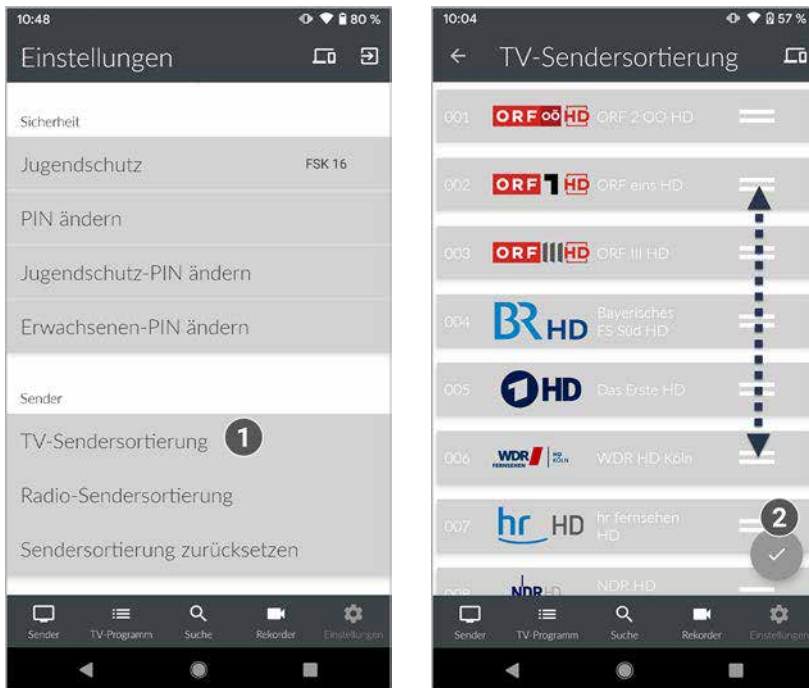 10:48
80 %
Einstellungen
Sicherheit
Jugendschutz FSK 16
PIN ändern
Jugendschutz-PIN ändern
Erwachsenen-PIN ändern
Sender
TV-Sendersortierung 1
Radio-Sendersortierung
Sendersortierung zurücksetzen
Sender TV-Programm Suche Rekorder Einstellungen
10:04
57 %
TV-Sendersortierung
001 ORF oö HD ORF 2 OÖ HD
002 ORF 1 HD ORF eins HD
003 ORF III HD ORF III HD
004 BR HD Bayerisches
FS Süd HD
005 1 HD Das Erste HD
006 WDR FERNSEHEN HD KÖLN WDR HD Köln
007 hr HD hr fernsehen
HD
2
008 NDR HD NDR HD
Sender TV-Programm Suche Rekorder Einstellungen